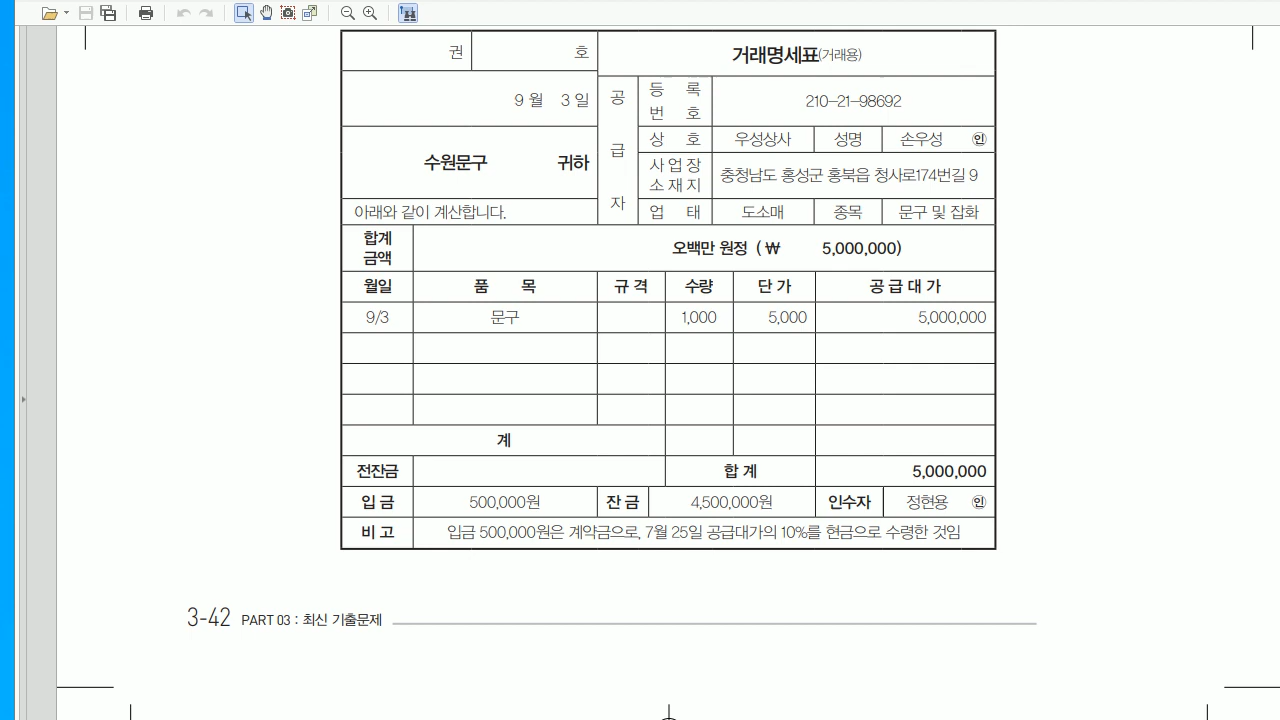 권 호 거래명세표(거래용)
9 월 3 일
공급자
등록번호 210-21-98692
수원문구 귀하
상호 우성상사 성명 손우성 인
사업장소재지 충청남도 홍성군 홍북읍 청사로174번길 9
아래와 같이 계산합니다.
업태 도소매 종목 문구 및 잡화
합계금액 오백만 원정 ( ₩ 5,000,000)
월일 품 목 규격 수량 단가 공급대가
9/3 문구 1,000 5,000 5,000,000
계
전잔금 합 계 5,000,000
입 금 500,000원 잔 금 4,500,000원 인수자 정현용 인
비 고 입금 500,000원은 계약금으로, 7월 25일 공급대가의 10%를 현금으로 수령한 것임
3-42 PART 03 : 최신 기출문제